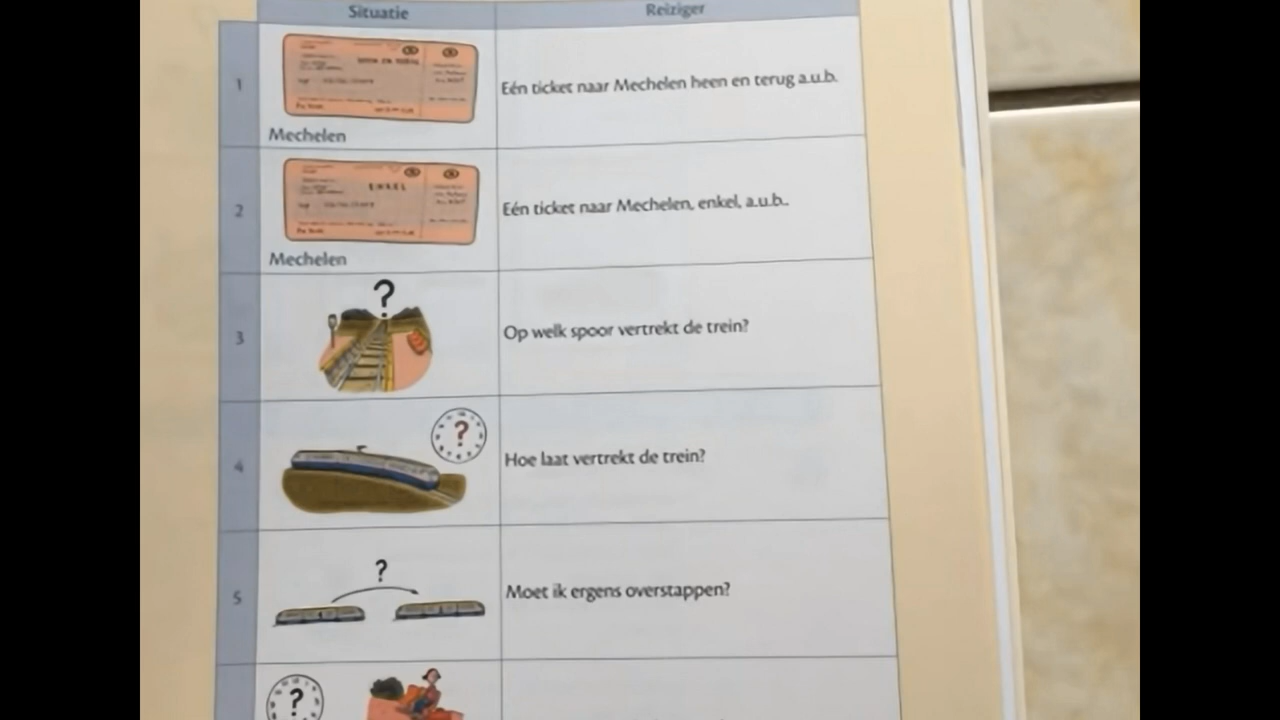 Situatie
Reiziger
1
Mechelen
Eén ticket naar Mechelen heen en terug a.u.b.
2
ENKEL
Mechelen
Eén ticket naar Mechelen, enkel, a.u.b..
3
?
Op welk spoor vertrekt de trein?
4
?
Hoe laat vertrekt de trein?
5
?
Moet ik ergens overstappen?
?